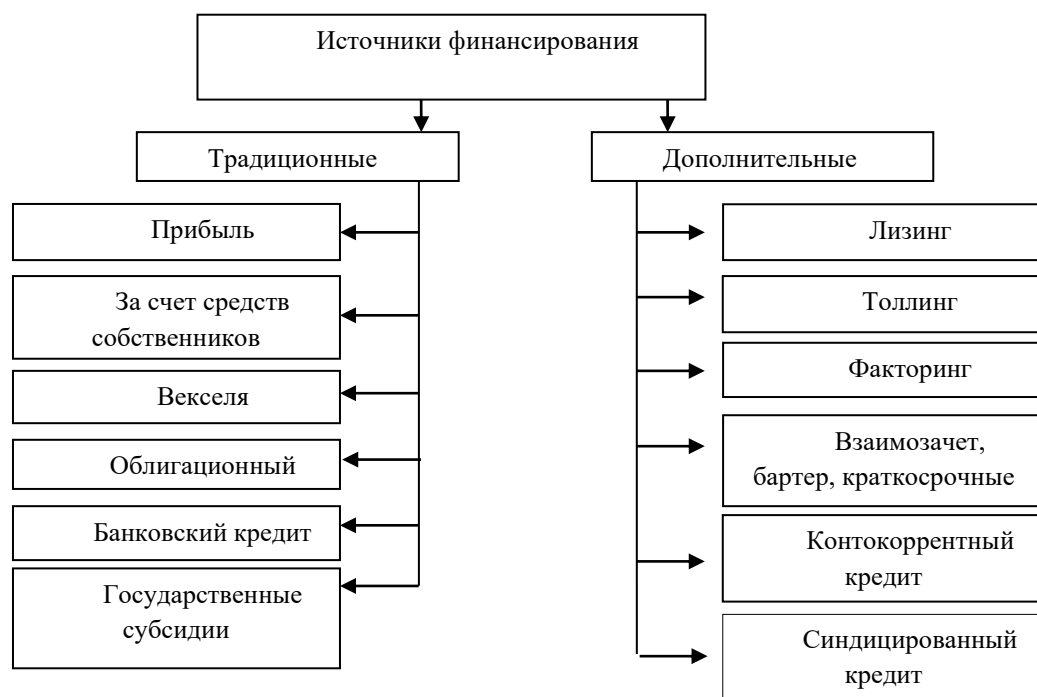 Источники финансирования
Традиционные
Дополнительные
Прибыль
За счет средств
собственников
Векселя
Облигационный
Банковский кредит
Государственные
субсидии
Лизинг
Толлинг
Факторинг
Взаимозачет,
бартер, краткосрочные
Контокоррентный
кредит
Синдицированный
кредит